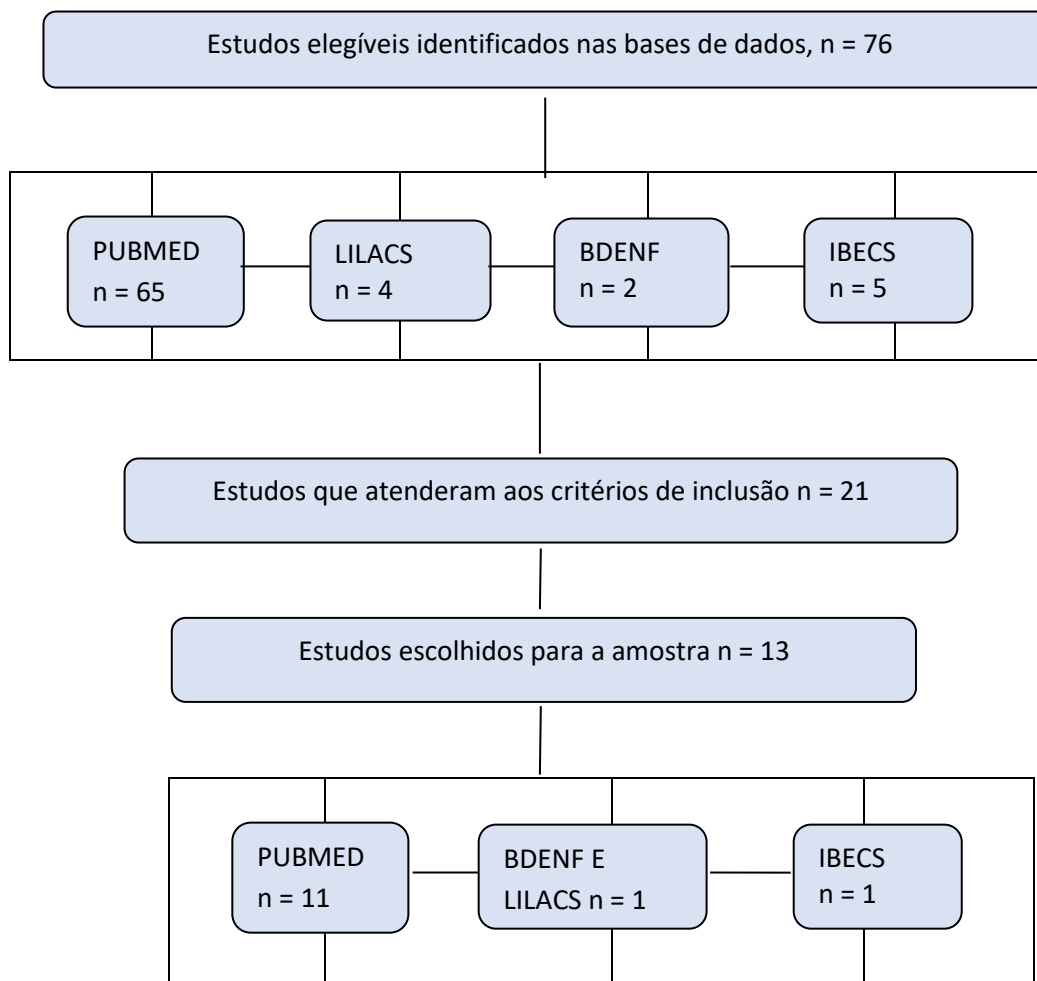 Estudos elegíveis identificados nas bases de dados, n = 76
PUBMED
n = 65
LILACS
n = 4
BDENF
n = 2
IBECS
n = 5
Estudos que atenderam aos critérios de inclusão n = 21
Estudos escolhidos para a amostra n = 13
PUBMED
n = 11
BDENF E
LILACS n = 1
IBECS
n = 1